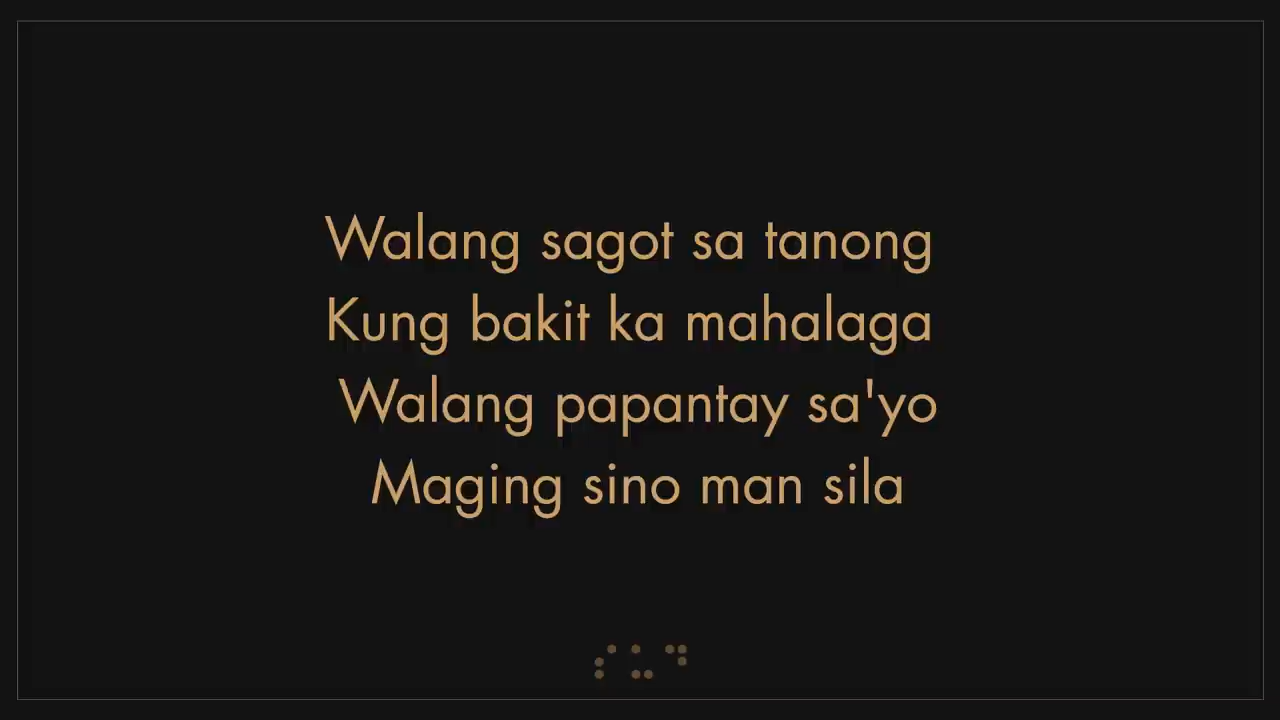 Walang sagot sa tanong
Kung bakit ka mahalaga
Walang papantay sa'yo
Maging sino man sila
⠎⠥⠙